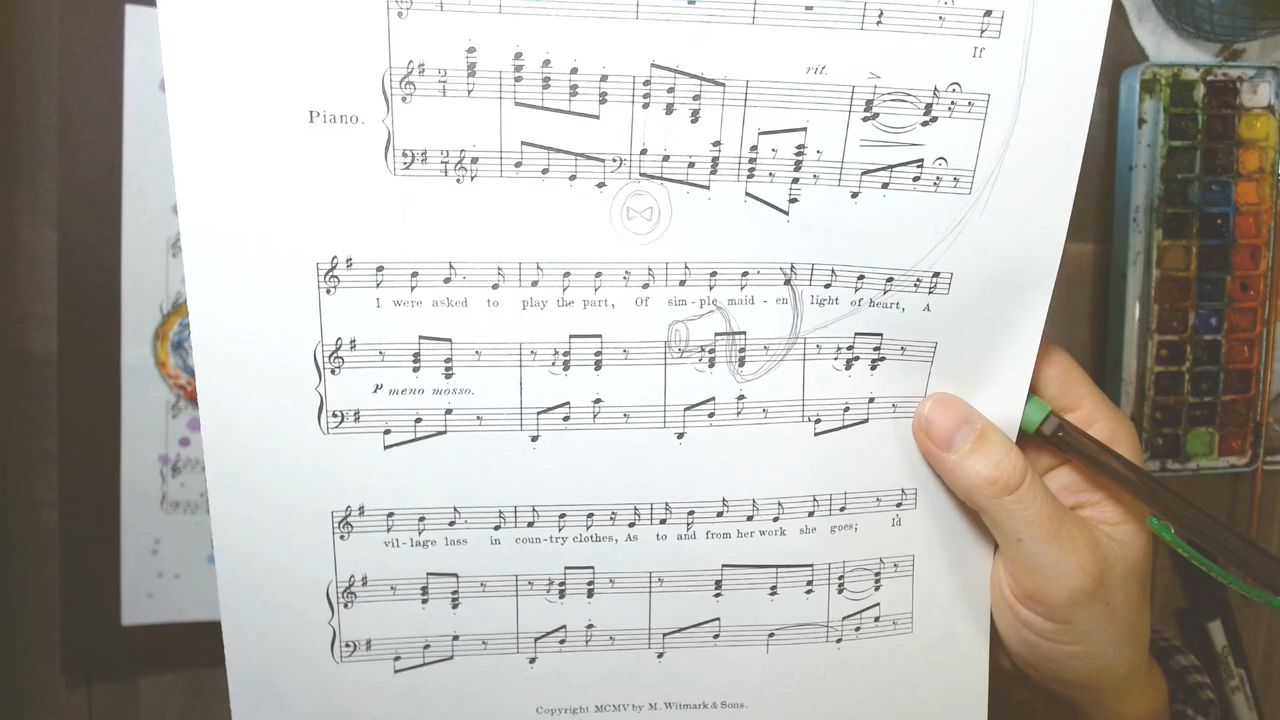 If
rit.
Piano.
I were asked to play the part, Of sim-ple maid-en light of heart, A
p meno mosso.
vil-lage lass in coun-try clothes, As to and from her work she goes; I'd
Copyright MCMV by M. Witmark & Sons.